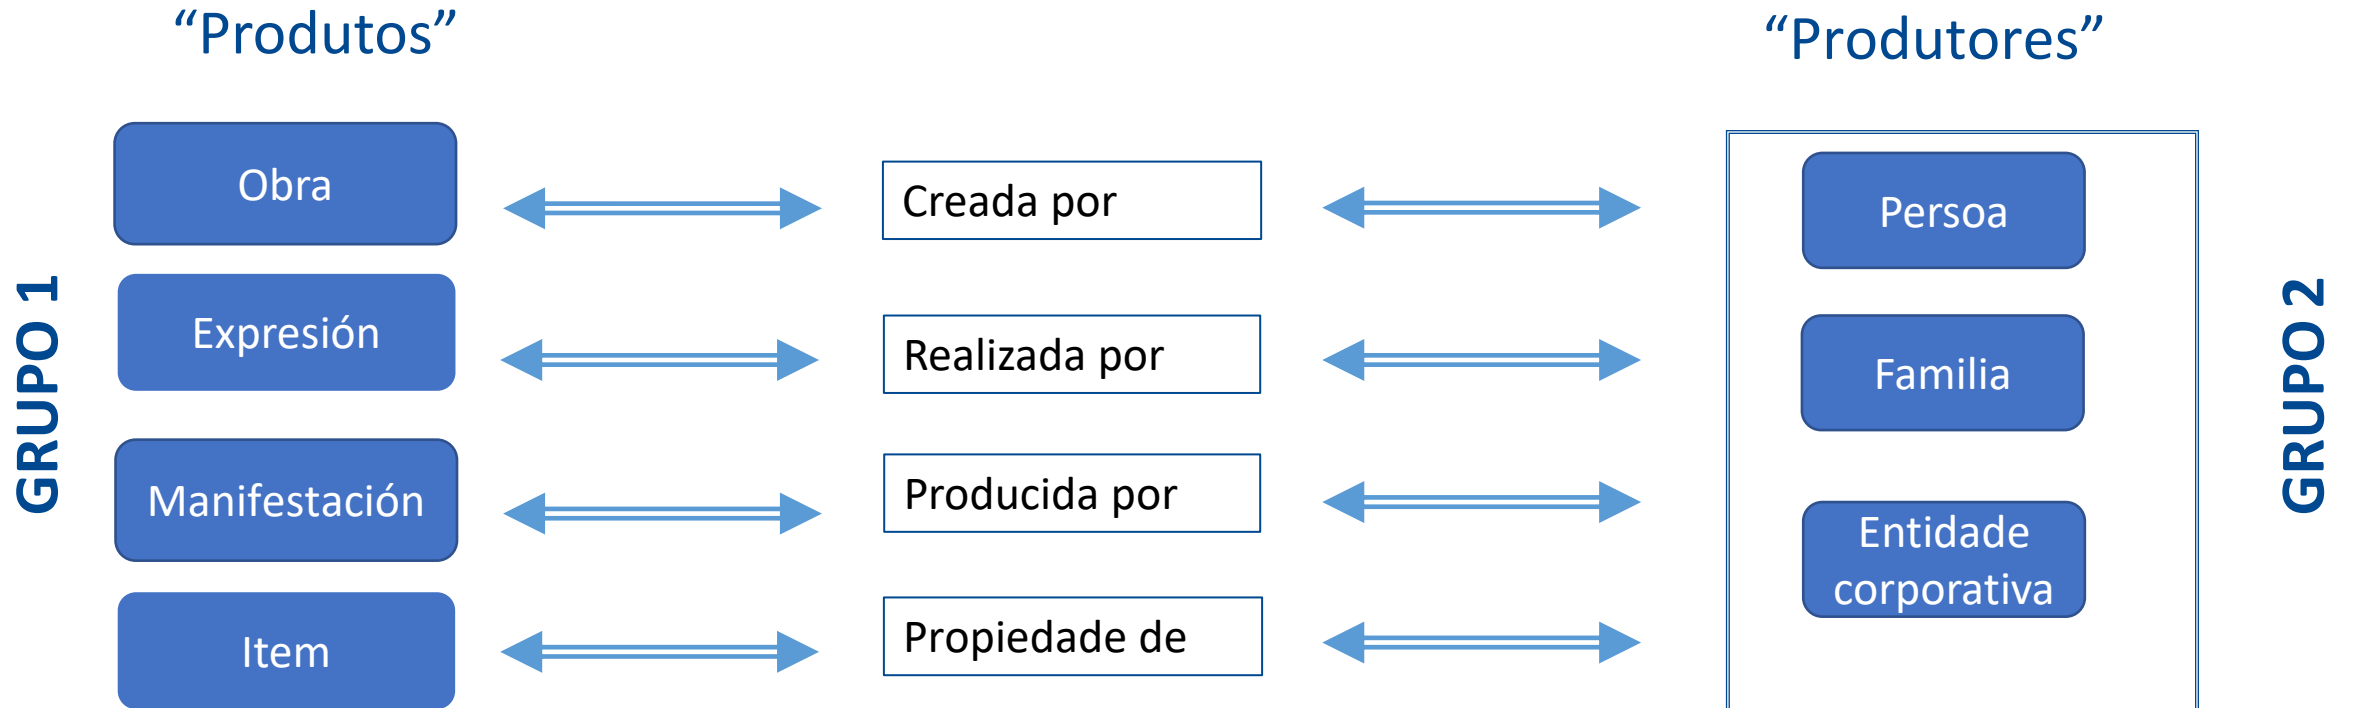 “Produtos”
“Produtores”
GRUPO 1
Obra
Creada por
Persoa
Expresión
Realizada por
Familia
Manifestación
Producida por
Entidade
corporativa
Item
Propiedade de
GRUPO 2